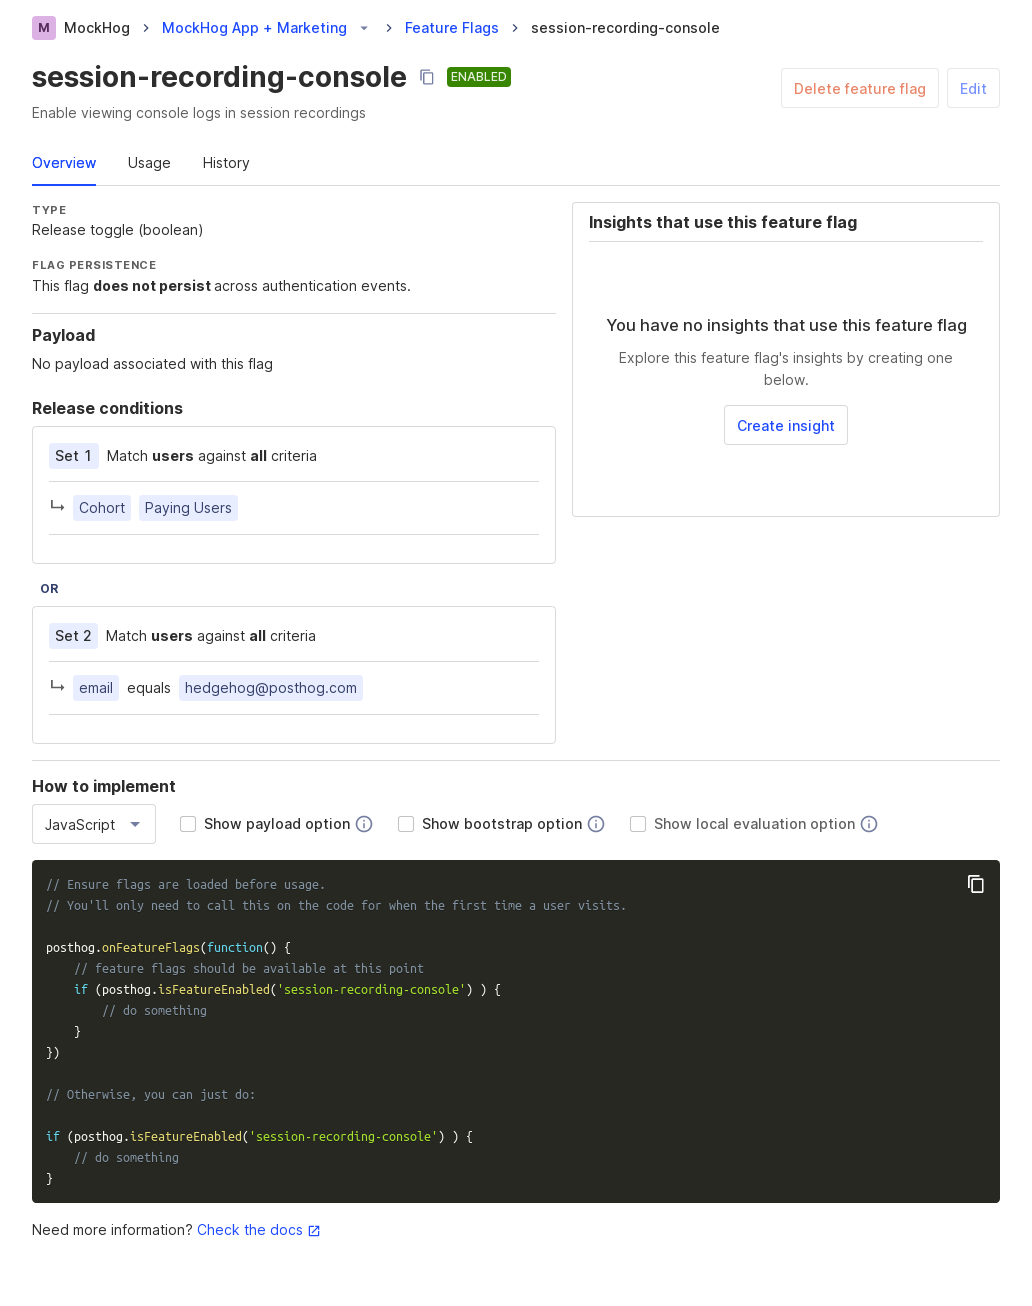 M MockHog MockHog App + Marketing Feature Flags session-recording-console
session-recording-console ENABLED
Delete feature flag Edit
Enable viewing console logs in session recordings
Overview Usage History
TYPE
Release toggle (boolean)
FLAG PERSISTENCE
This flag does not persist across authentication events.
Payload
No payload associated with this flag
Release conditions
Set 1 Match users against all criteria
Cohort Paying Users
OR
Set 2 Match users against all criteria
email equals hedgehog@posthog.com
Insights that use this feature flag
You have no insights that use this feature flag
Explore this feature flag's insights by creating one
below.
Create insight
How to implement
JavaScript Show payload option Show bootstrap option Show local evaluation option
// Ensure flags are loaded before usage.
// You'll only need to call this on the code for when the first time a user visits.
posthog.onFeatureFlags(function() {
    // feature flags should be available at this point
    if (posthog.isFeatureEnabled('session-recording-console') ) {
        // do something
    }
})
// Otherwise, you can just do:
if (posthog.isFeatureEnabled('session-recording-console') ) {
    // do something
}
Need more information? Check the docs